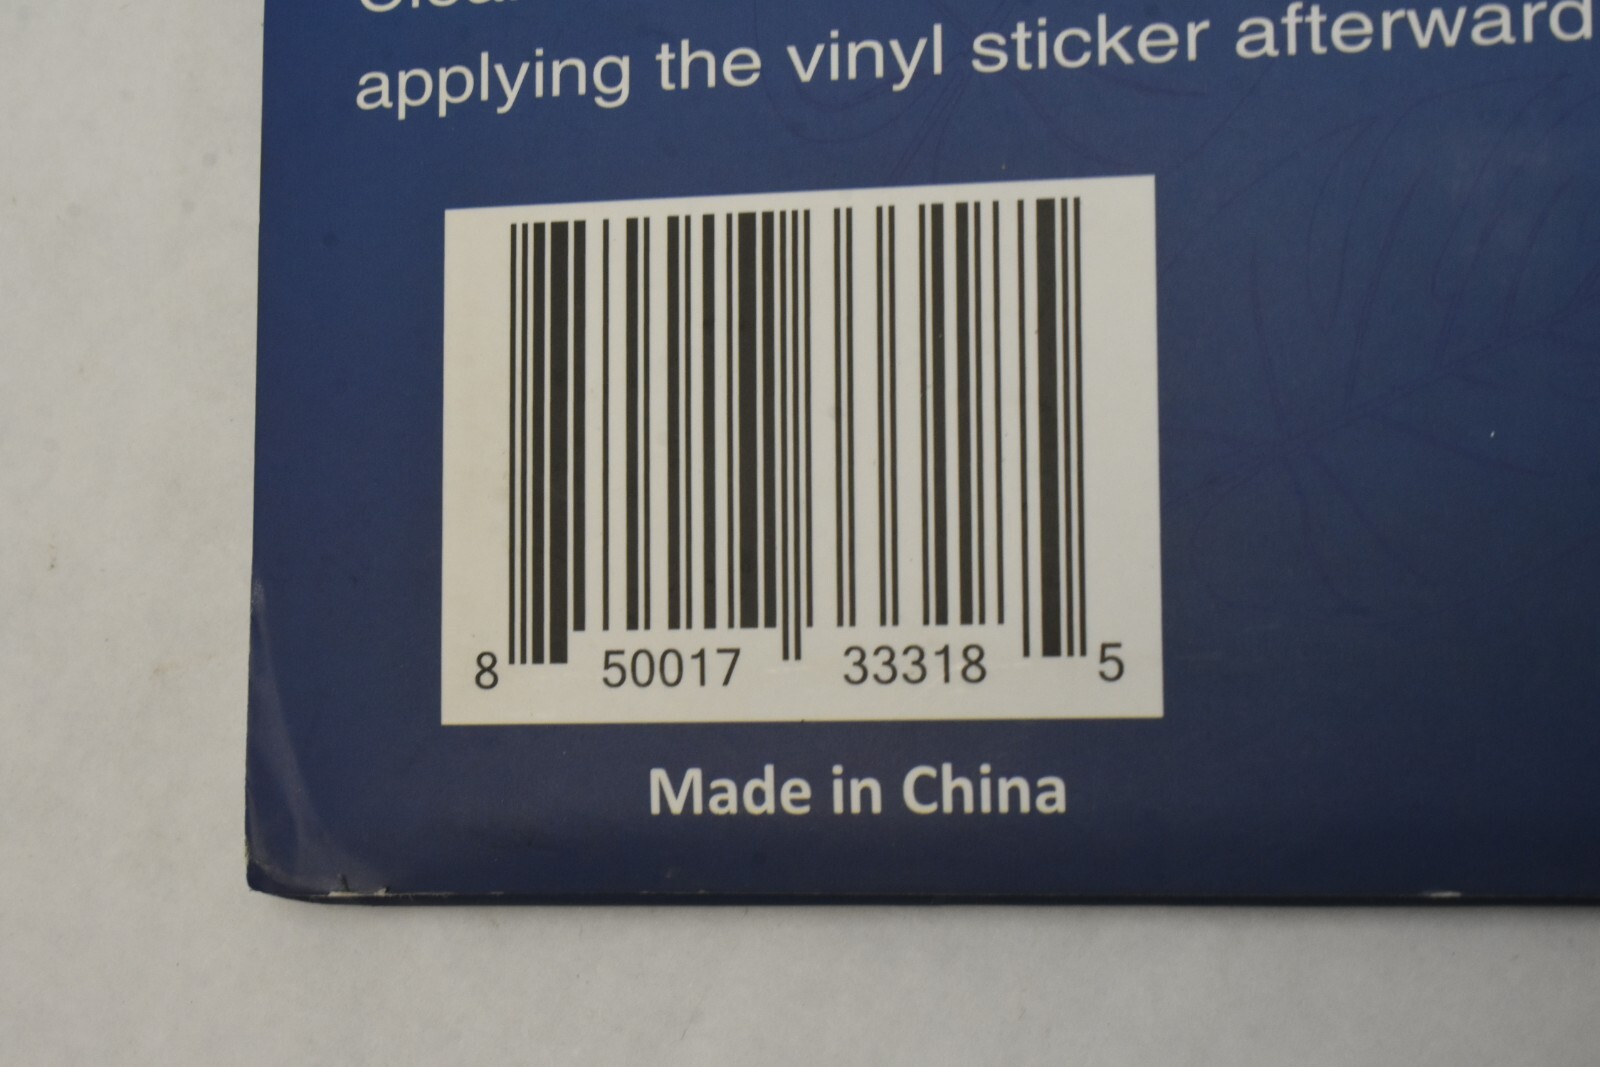 applying the vinyl sticker afterward
8 50017 33318 5
Made in China